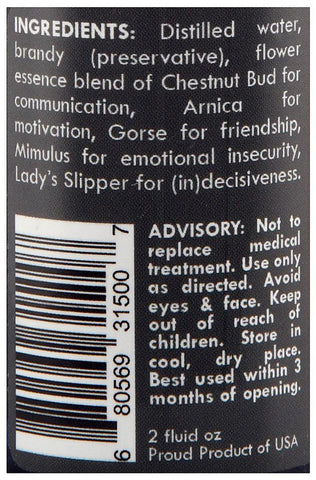 INGREDIENTS: Distilled water,
brandy (preservative), flower
essence blend of Chestnut Bud for
communication, Arnica for
motivation, Gorse for friendship,
Mimulus for emotional insecurity,
Lady's Slipper for (in)decisiveness.
ADVISORY: Not to
replace medical
treatment. Use only
as directed. Avoid
eyes & face. Keep
out of reach of
children. Store in
cool, dry place.
Best used within 3
months of opening.
2 fluid oz
Proud Product of USA
6 80569 31500 7